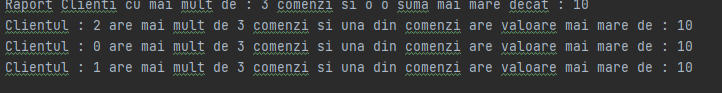 Raport Clienti cu mai mult de : 3 comenzi si o o suma mai mare decat : 10
Clientul : 2 are mai mult de 3 comenzi si una din comenzi are valoare mai mare de : 10
Clientul : 0 are mai mult de 3 comenzi si una din comenzi are valoare mai mare de : 10
Clientul : 1 are mai mult de 3 comenzi si una din comenzi are valoare mai mare de : 10